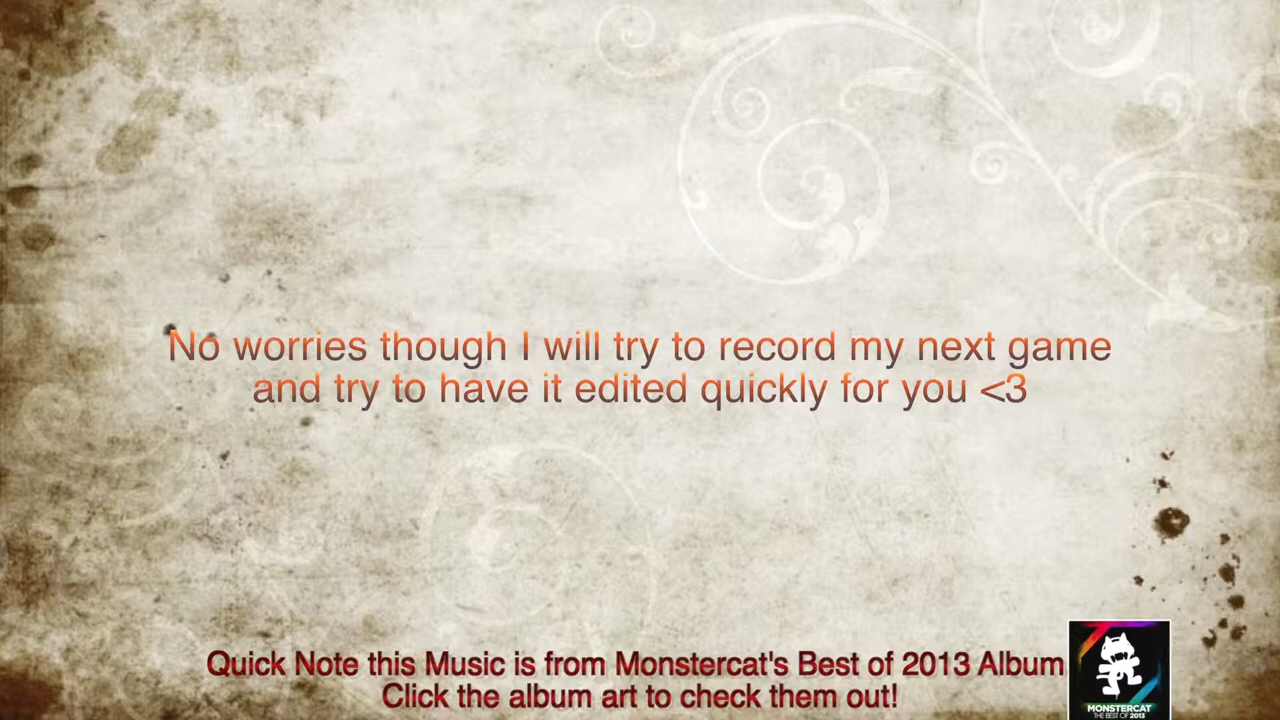 No worries though I will try to record my next game
and try to have it edited quickly for you <3
Quick Note this Music is from Monstercat's Best of 2013 Album
Click the album art to check them out!
MONSTERCAT
THE BEST OF 2013